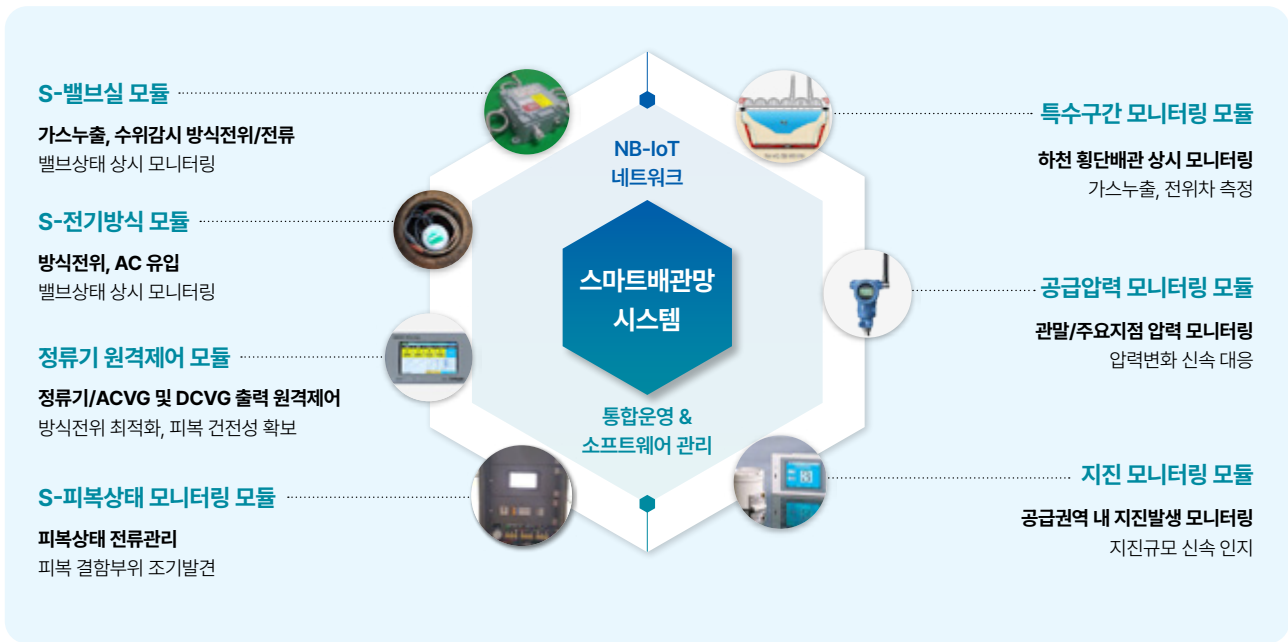 S-밸브실 모듈
가스누출, 수위감시 방식전위/전류
밸브상태 상시 모니터링
S-전기방식 모듈
방식전위, AC 유입
밸브상태 상시 모니터링
정류기 원격제어 모듈
정류기/ACVG 및 DCVG 출력 원격제어
방식전위 최적화, 피복 건전성 확보
S-피복상태 모니터링 모듈
피복상태 전류관리
피복 결함부위 조기발견
NB-IoT
네트워크
스마트배관망
시스템
통합운영 &
소프트웨어 관리
특수구간 모니터링 모듈
하천 횡단배관 상시 모니터링
가스누출, 전위차 측정
공급압력 모니터링 모듈
관말/주요지점 압력 모니터링
압력변화 신속 대응
지진 모니터링 모듈
공급권역 내 지진발생 모니터링
지진규모 신속 인지